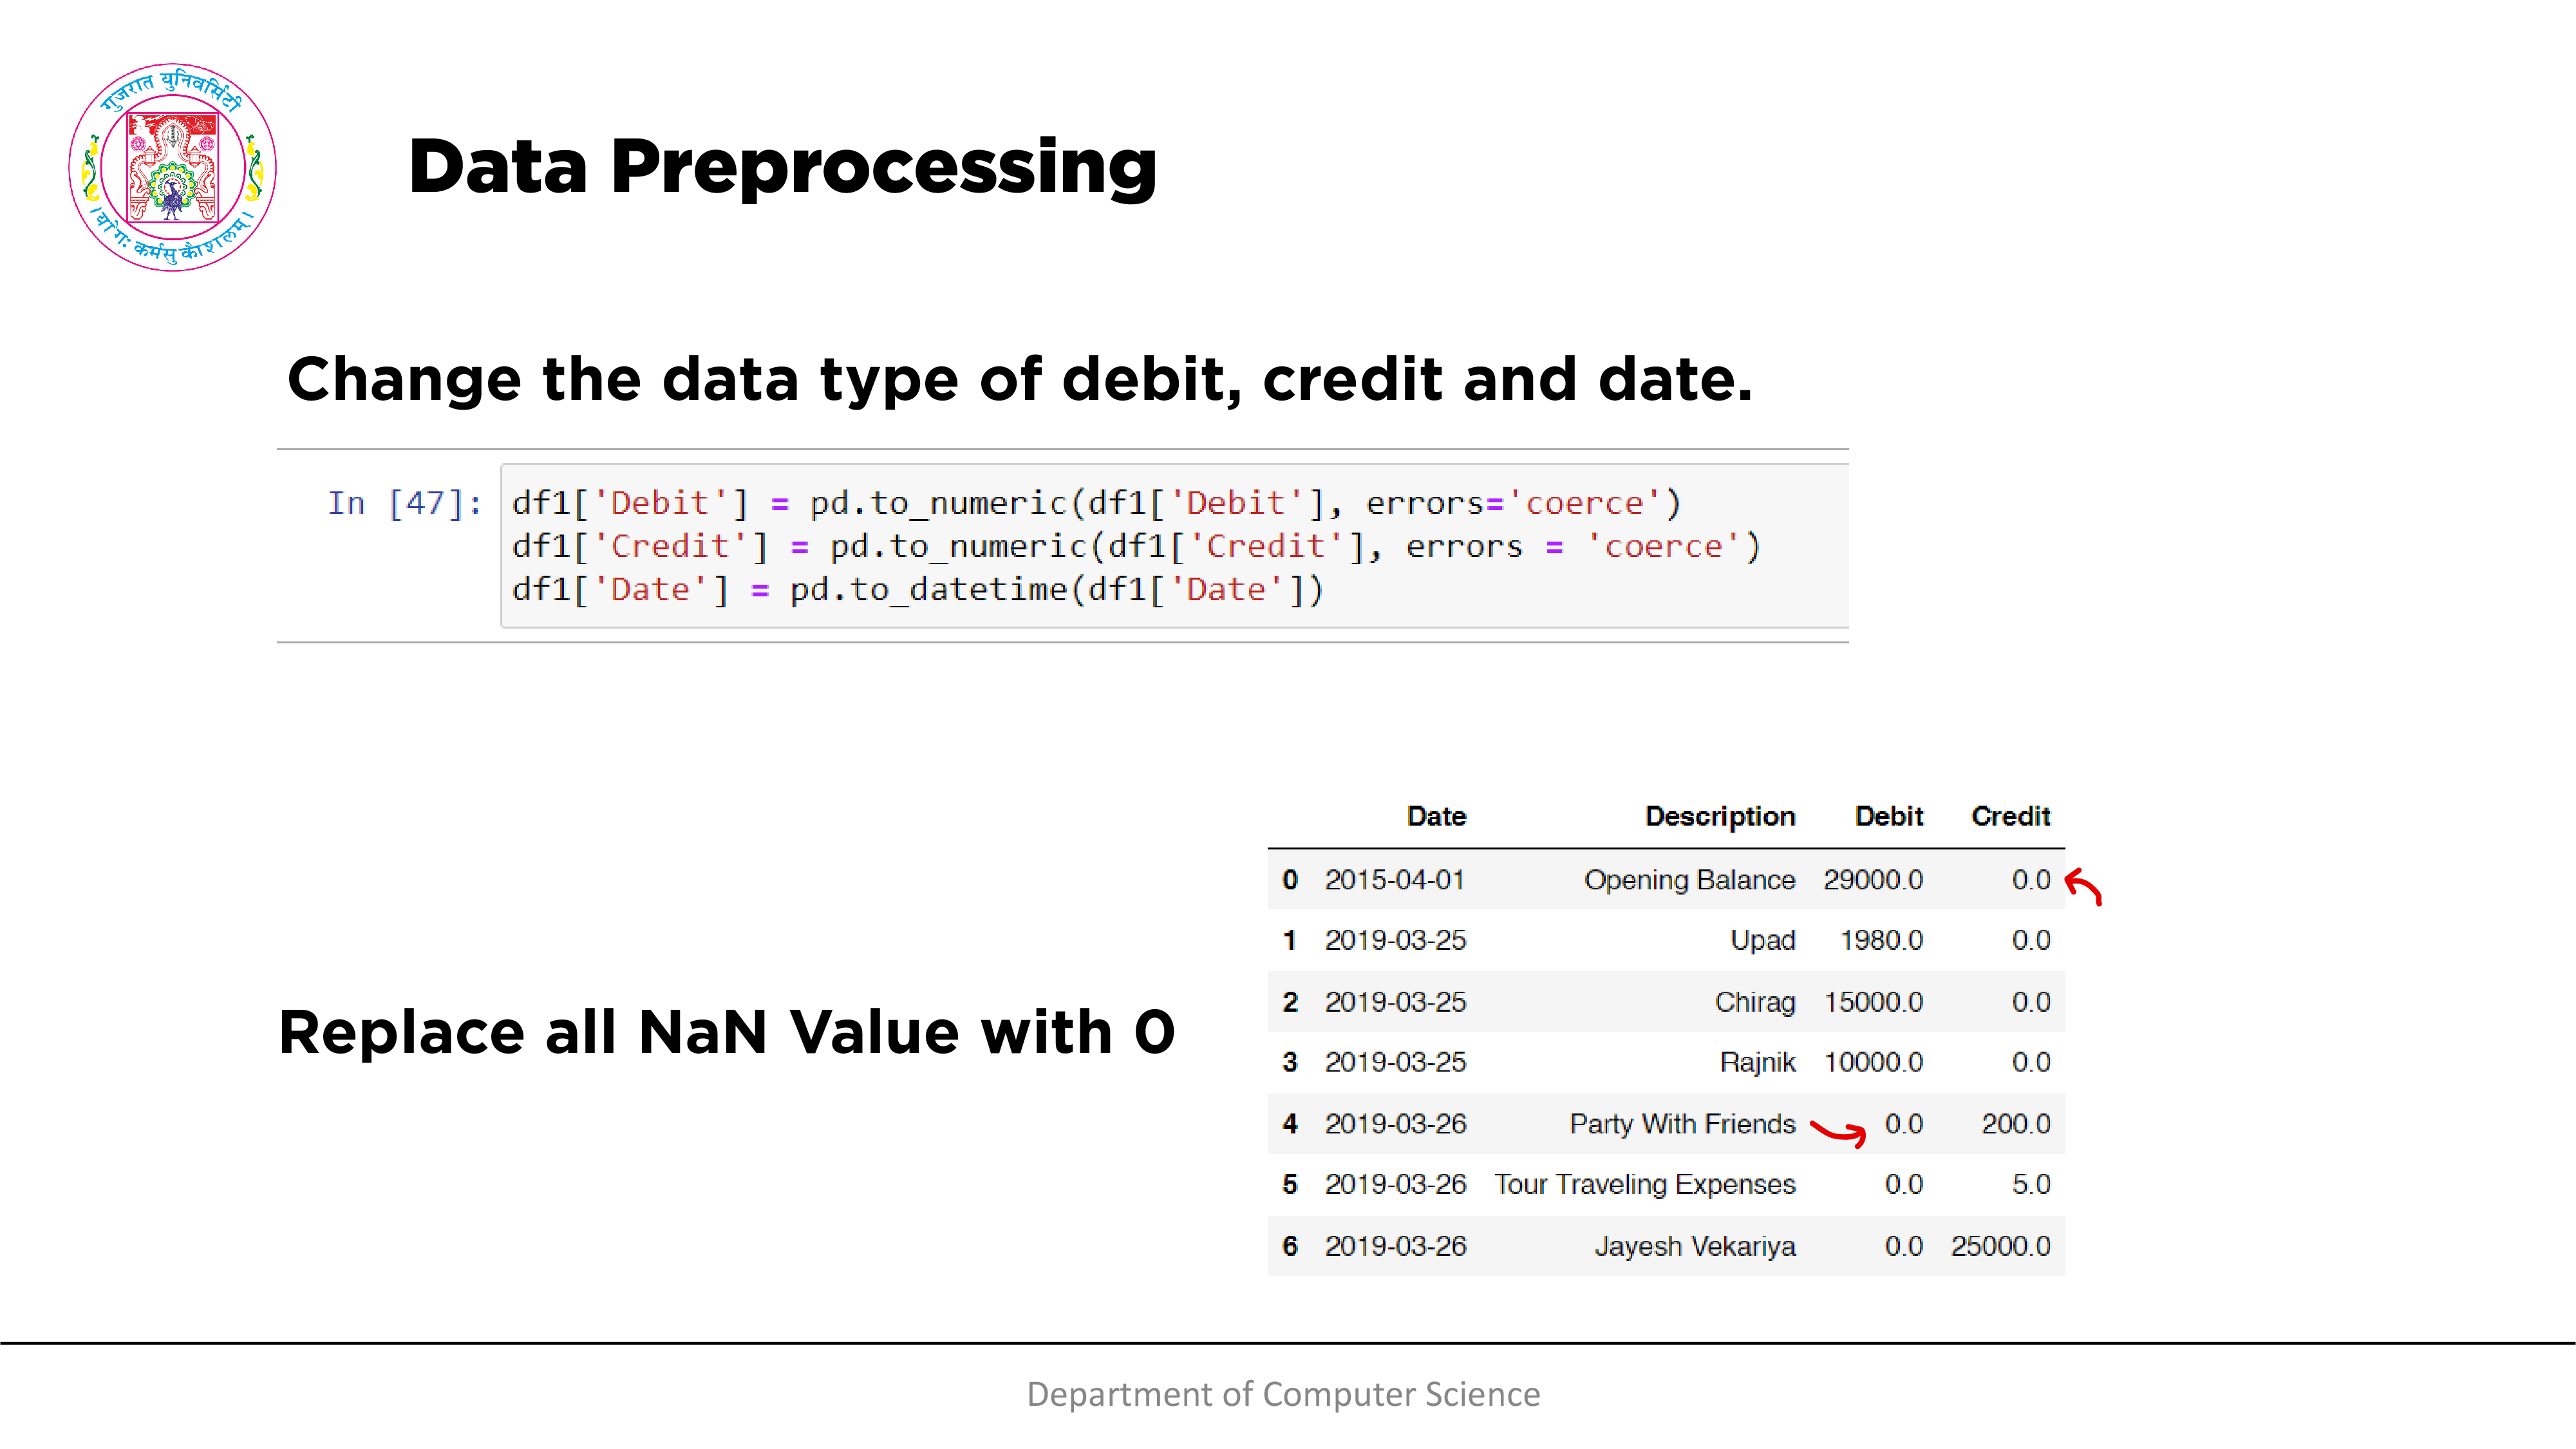 गुजरात युनिवर्सिटी
। योगः कर्मसु कौशलम् ।
Data Preprocessing
Change the data type of debit, credit and date.
In [47]: df1['Debit'] = pd.to_numeric(df1['Debit'], errors='coerce')
df1['Credit'] = pd.to_numeric(df1['Credit'], errors = 'coerce')
df1['Date'] = pd.to_datetime(df1['Date'])
Replace all NaN Value with 0
Date Description Debit Credit
0 2015-04-01 Opening Balance 29000.0 0.0
1 2019-03-25 Upad 1980.0 0.0
2 2019-03-25 Chirag 15000.0 0.0
3 2019-03-25 Rajnik 10000.0 0.0
4 2019-03-26 Party With Friends 0.0 200.0
5 2019-03-26 Tour Traveling Expenses 0.0 5.0
6 2019-03-26 Jayesh Vekariya 0.0 25000.0
Department of Computer Science